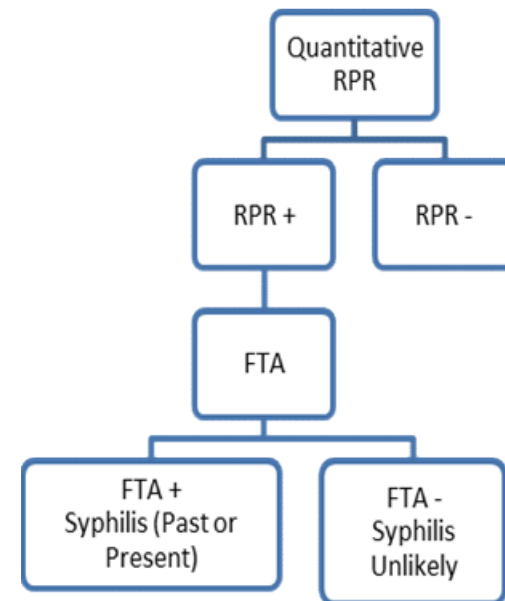 Quantitative
RPR
RPR +
RPR -
FTA
FTA +
Syphilis (Past or
Present)
FTA -
Syphilis
Unlikely